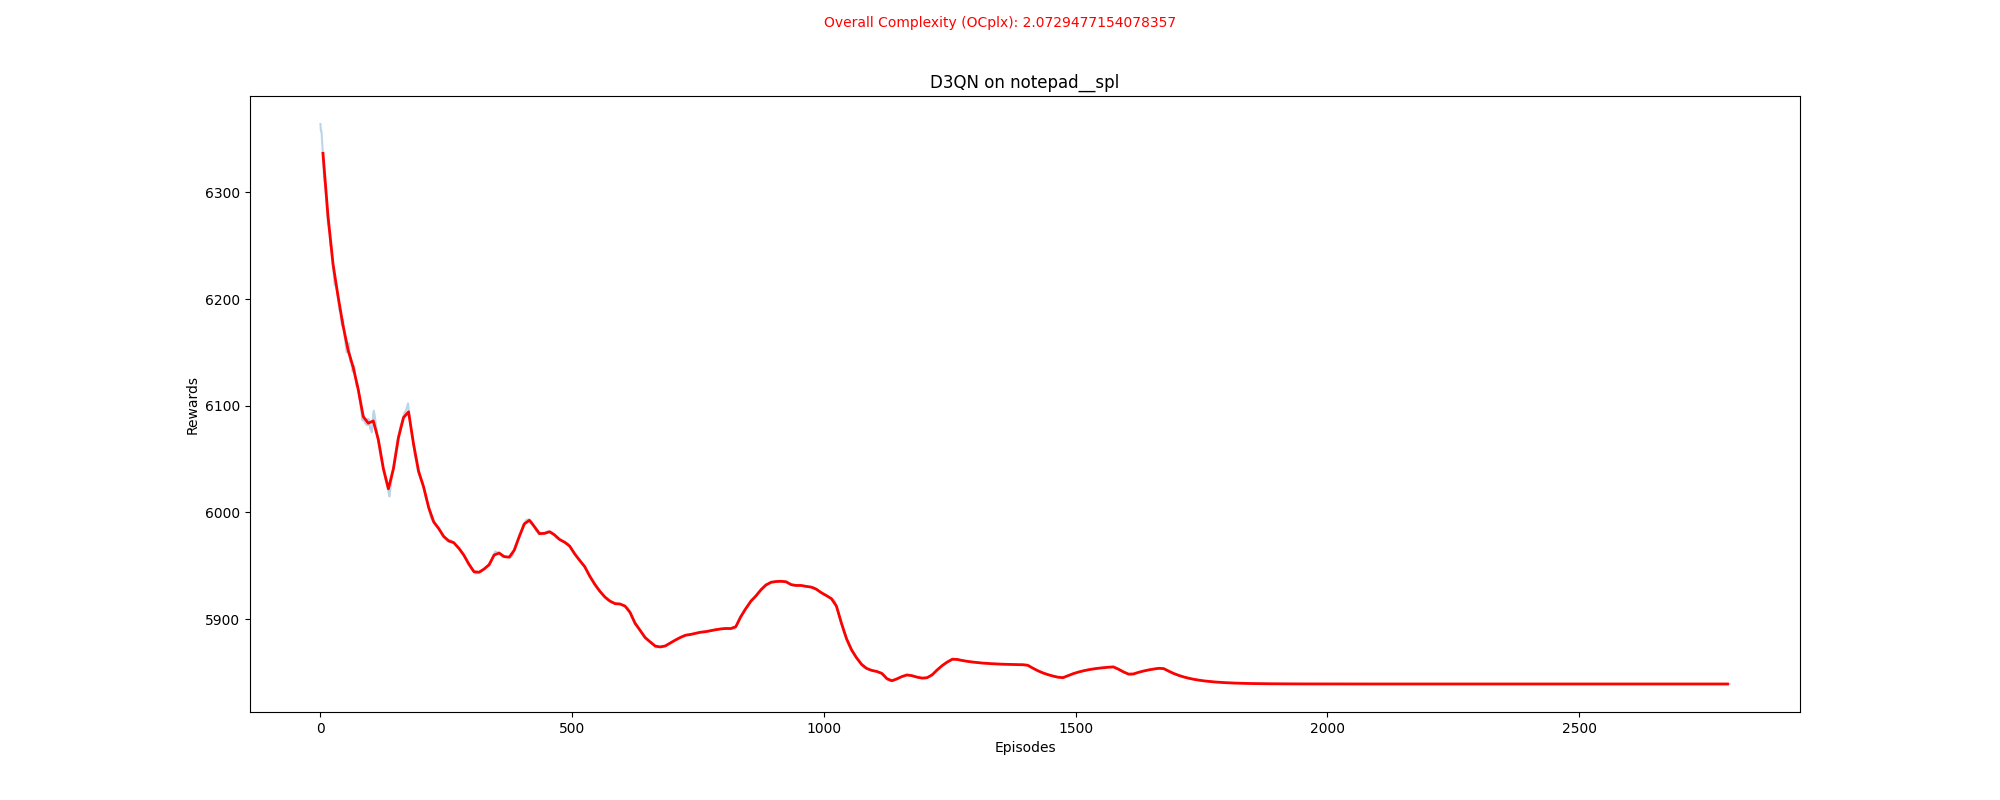 Overall Complexity (OCplx): 2.0729477154078357
D3QN on notepad__spl
6300
6200
6100
6000
5900
Rewards
0 500 1000 1500 2000 2500
Episodes